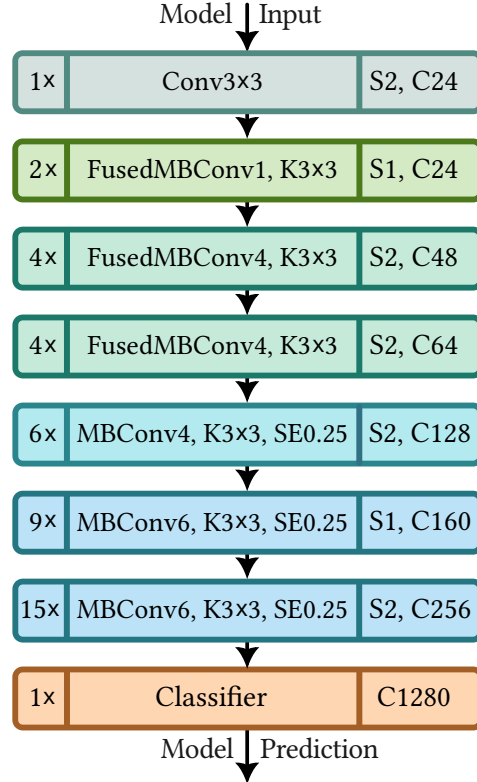 Model Input
1× Conv3×3 S2, C24
2× FusedMBConv1, K3×3 S1, C24
4× FusedMBConv4, K3×3 S2, C48
4× FusedMBConv4, K3×3 S2, C64
6× MBConv4, K3×3, SE0.25 S2, C128
9× MBConv6, K3×3, SE0.25 S1, C160
15× MBConv6, K3×3, SE0.25 S2, C256
1× Classifier C1280
Model Prediction